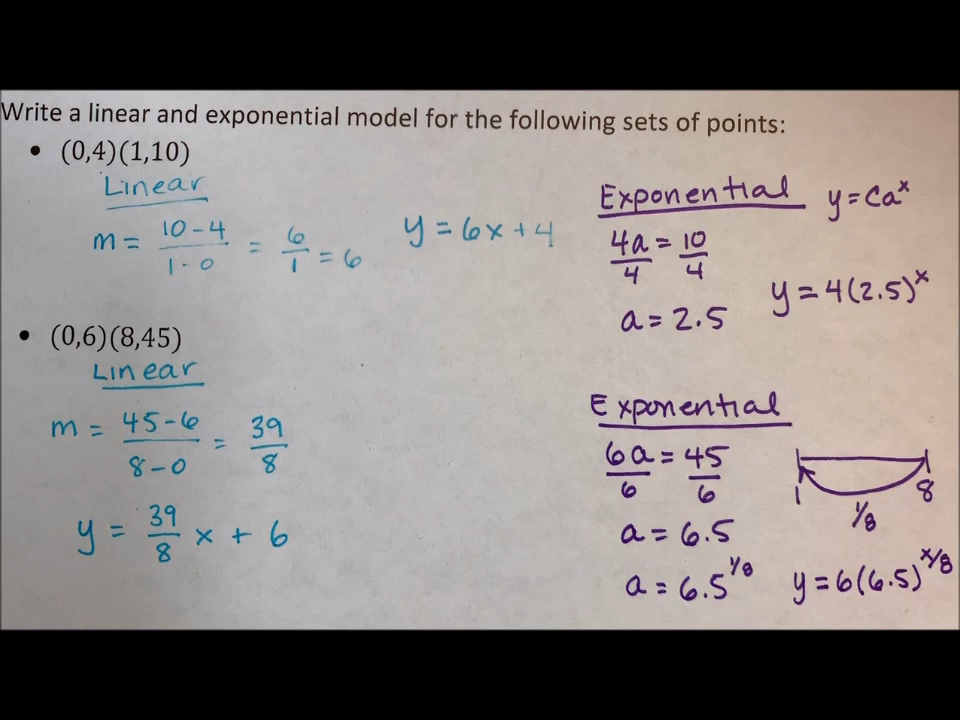 Write a linear and exponential model for the following sets of points:
• (0,4)(1,10)
Linear
m = 10-4 / 1-0 = 6/1 = 6
y = 6x+4
Exponential
y=Ca^x
4a/4 = 10/4
a = 2.5
y = 4(2.5)^x
• (0,6)(8,45)
Linear
m = 45-6 / 8-0 = 39/8
y = 39/8 x + 6
Exponential
6a/6 = 45/6
1 8
1/8
a = 6.5
a = 6.5^1/8
y=6(6.5)^x/8